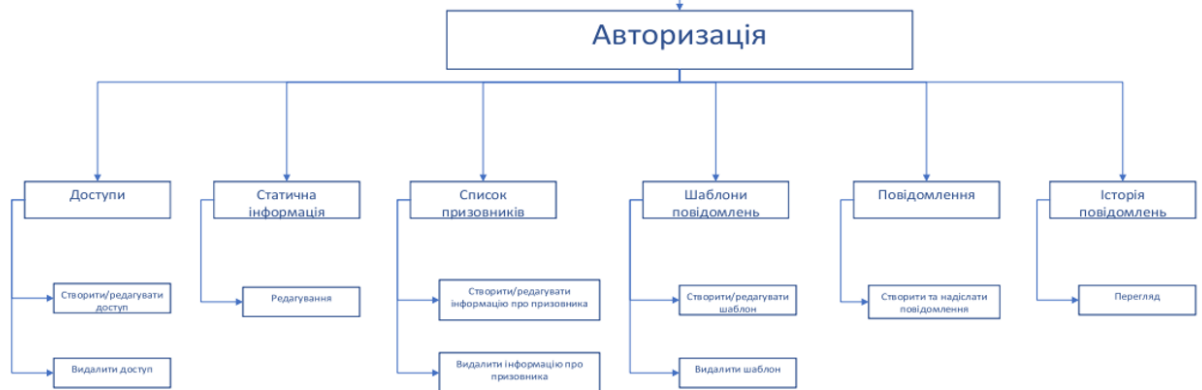 Авторизація
Доступи
Статична
інформація
Список
призовників
Шаблони
повідомлень
Повідомлення
Історія
повідомлень
Створити/редагувати
доступ
Редагування
Створити/редагувати
інформацію про призовника
Створити/редагувати
шаблон
Створити та надіслати
повідомлення
Перегляд
Видалити доступ
Видалити інформацію про
призовника
Видалити шаблон